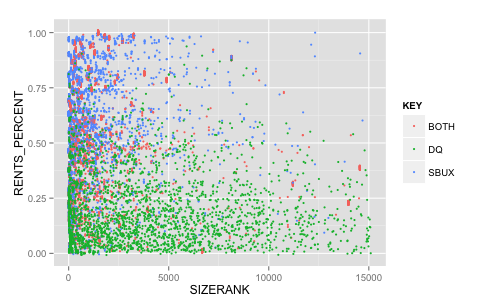 1.00
0.75
0.50
0.25
0.00
RENTS_PERCENT
0
5000
10000
15000
SIZERANK
KEY
BOTH
DQ
SBUX